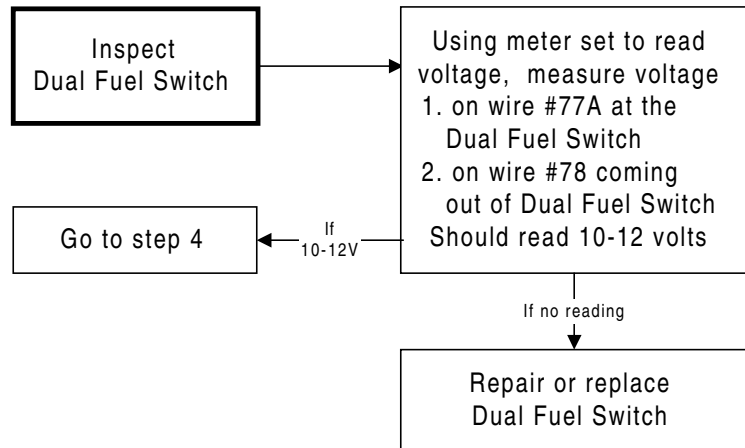 Inspect
Dual Fuel Switch
Using meter set to read
voltage, measure voltage
1. on wire #77A at the
Dual Fuel Switch
2. on wire #78 coming
out of Dual Fuel Switch
Should read 10-12 volts
If
10-12V
Go to step 4
If no reading
Repair or replace
Dual Fuel Switch